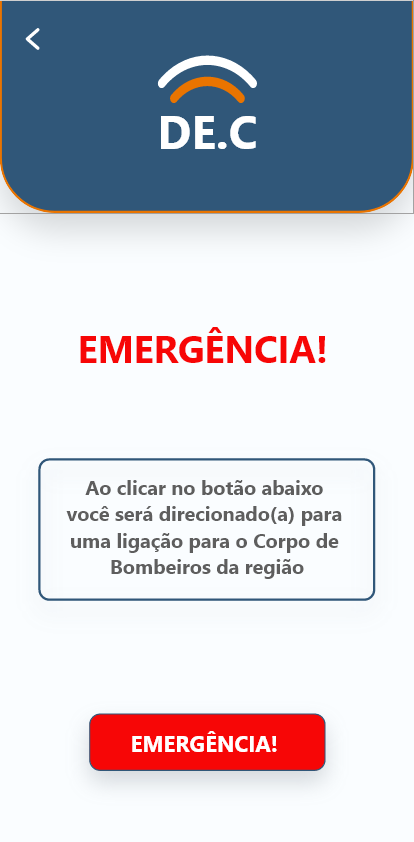 DE.C
EMERGÊNCIA!
Ao clicar no botão abaixo
você será direcionado(a) para
uma ligação para o Corpo de
Bombeiros da região
EMERGÊNCIA!